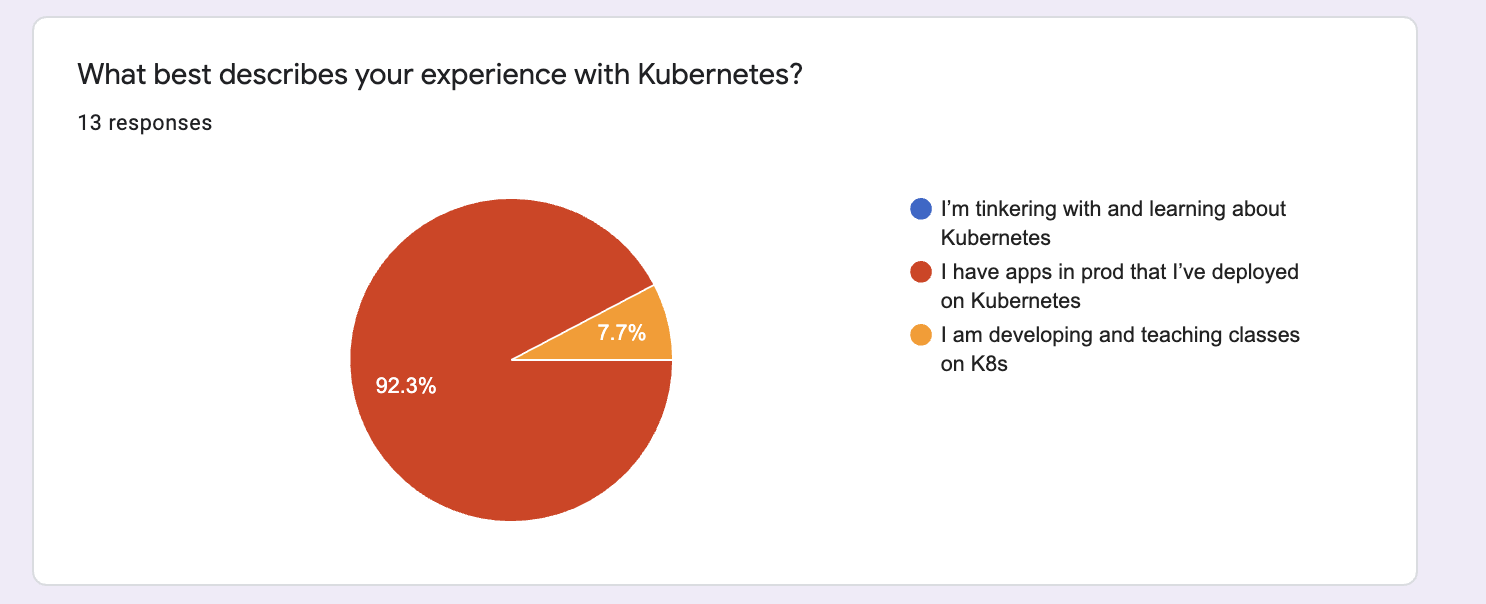 What best describes your experience with Kubernetes?
13 responses
92.3%
7.7%
I’m tinkering with and learning about
Kubernetes
I have apps in prod that I’ve deployed
on Kubernetes
I am developing and teaching classes
on K8s